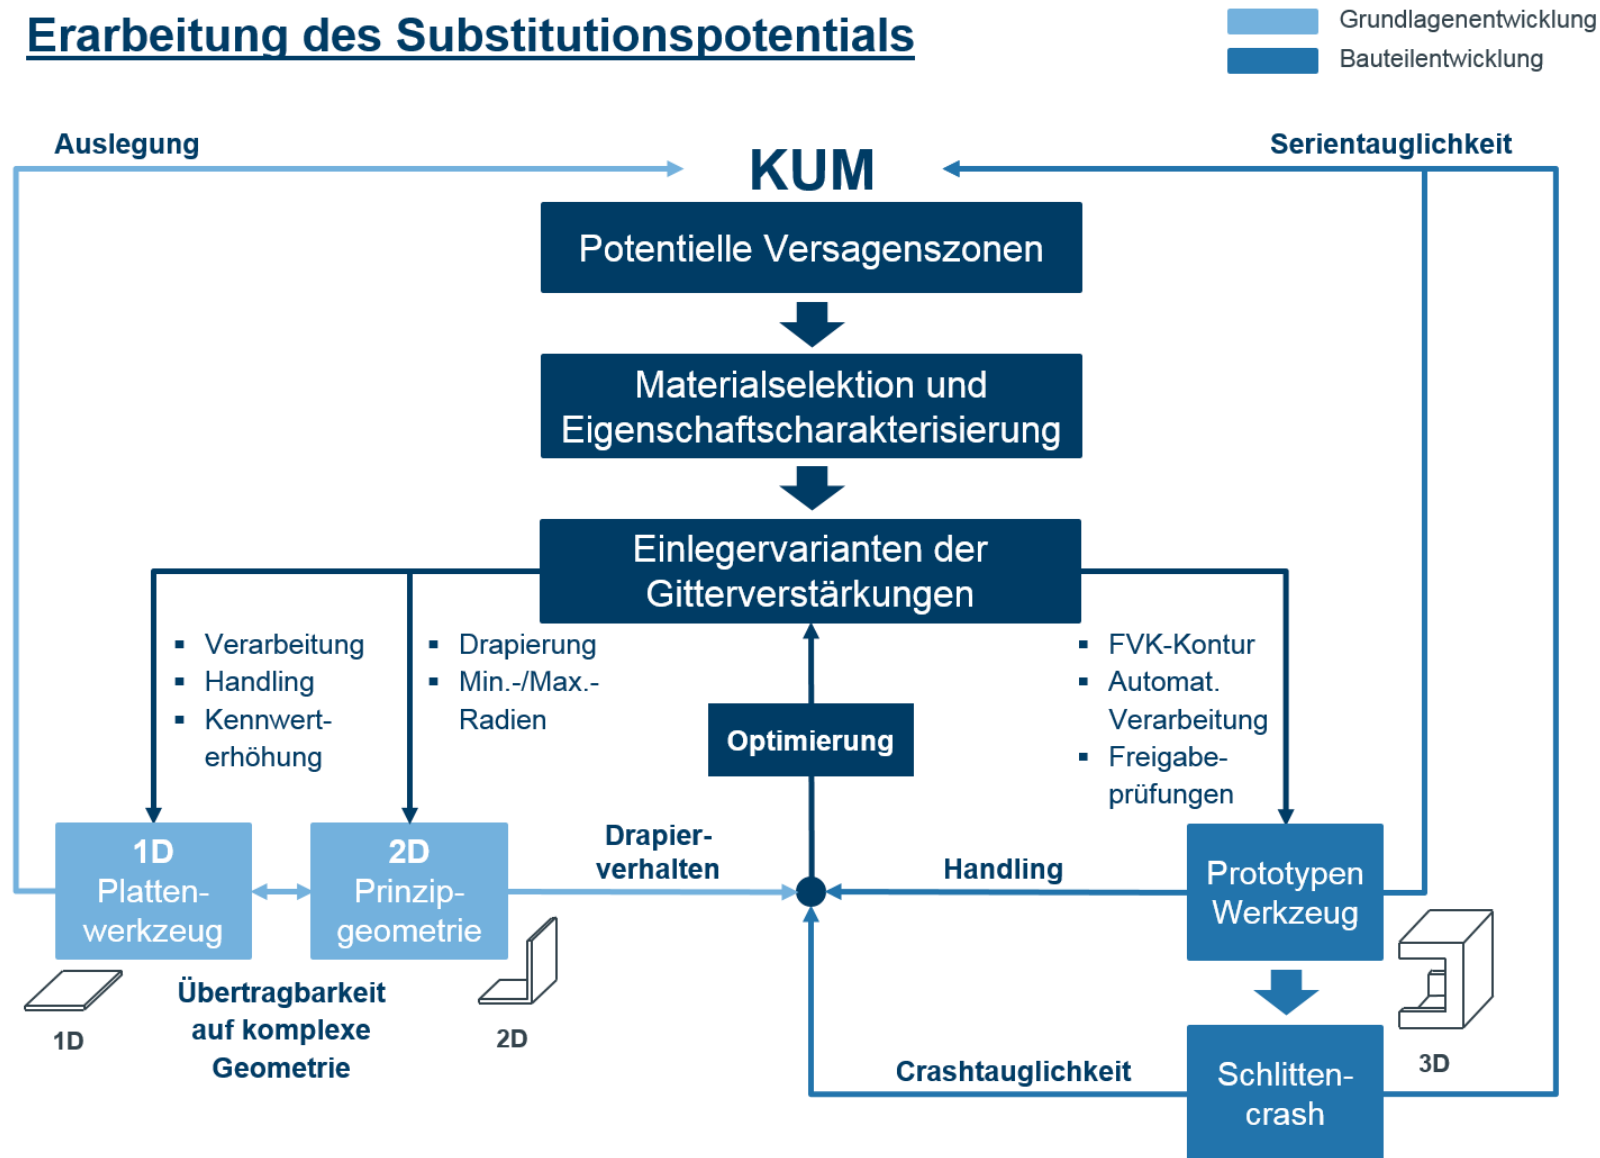 Erarbeitung des Substitutionspotentials
Grundlagenentwicklung
Bauteilentwicklung
Auslegung
KUM
Serientauglichkeit
Potentielle Versagenszonen
Materialselektion und
Eigenschaftscharakterisierung
Einlegervarianten der
Gitterverstärkungen
▪ Verarbeitung
▪ Handling
▪ Kennwert-
erhöhung
▪ Drapierung
▪ Min.-/Max.-
Radien
Optimierung
▪ FVK-Kontur
▪ Automat.
Verarbeitung
▪ Freigabe-
prüfungen
1D
Platten-
werkzeug
2D
Prinzip-
geometrie
Drapier-
verhalten
Handling
Prototypen
Werkzeug
1D
Übertragbarkeit
auf komplexe
Geometrie
2D
3D
Crashtauglichkeit
Schlitten-
crash